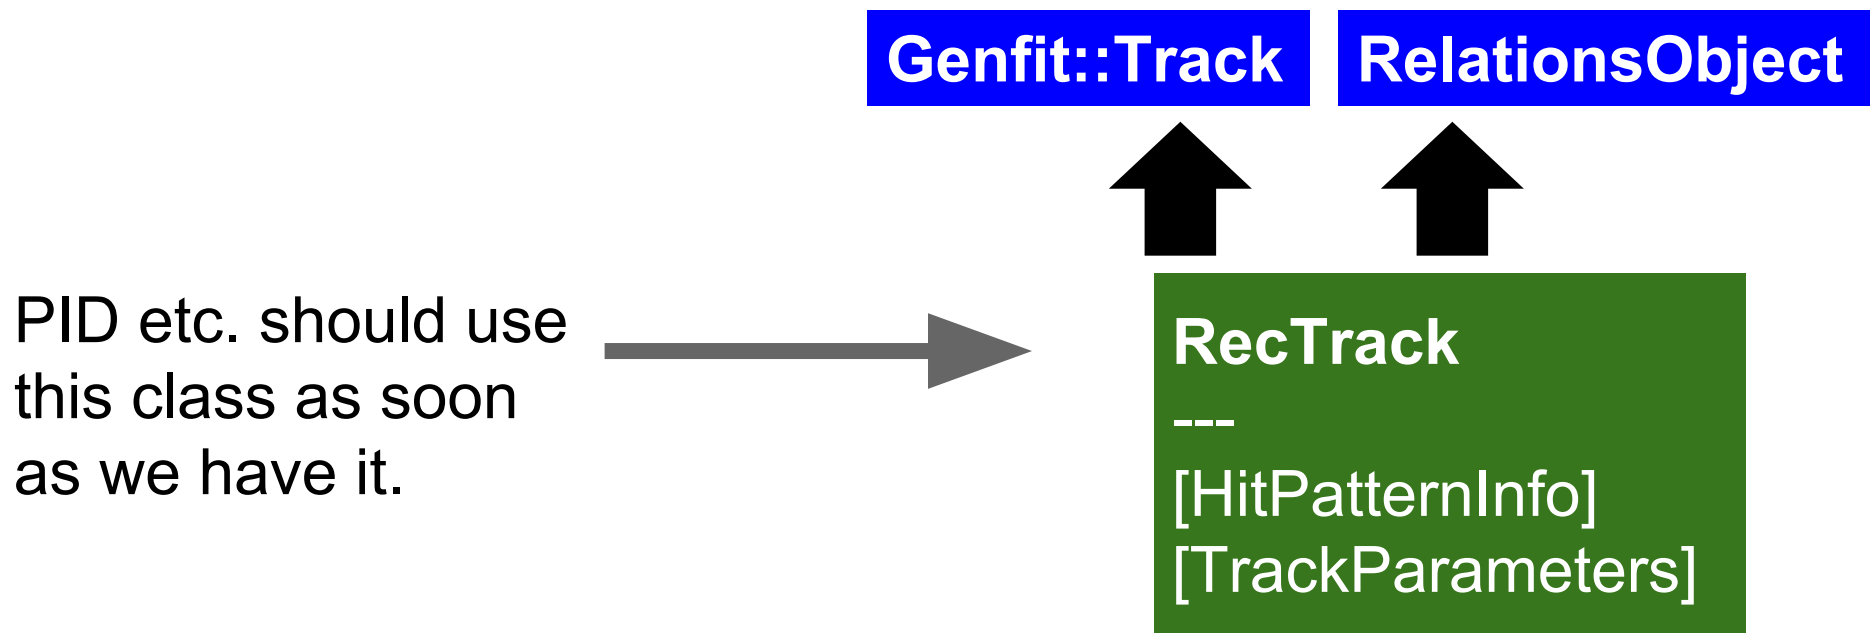 Genfit::Track
RelationsObject
PID etc. should use
this class as soon
as we have it.
RecTrack
---
[HitPatternInfo]
[TrackParameters]